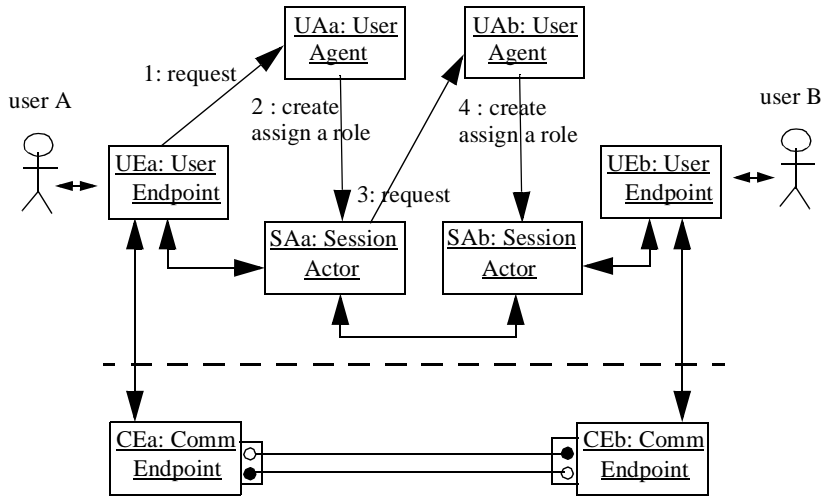 UAa: User
Agent
UAb: User
Agent
1: request
user A
2 : create
assign a role
4 : create
assign a role
user B
UEa: User
Endpoint
3: request
UEb: User
Endpoint
SAa: Session
Actor
SAb: Session
Actor
CEa: Comm
Endpoint
CEb: Comm
Endpoint